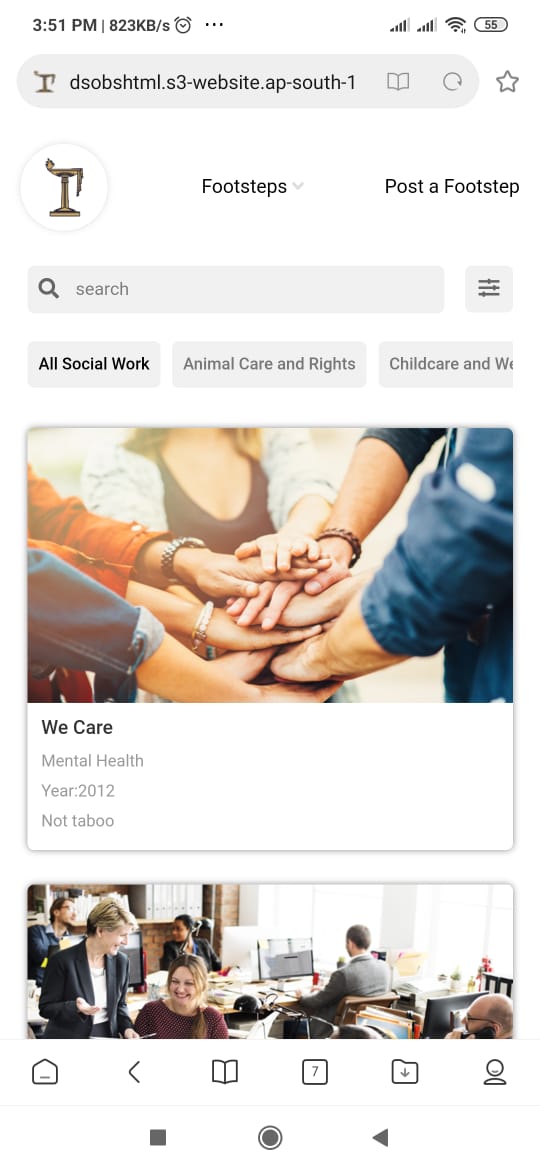 3:51 PM | 823KB/s ...
55
dsobshtml.s3-website.ap-south-1
Footsteps
Post a Footstep
search
All Social Work
Animal Care and Rights
Childcare and We
We Care
Mental Health
Year:2012
Not taboo
7